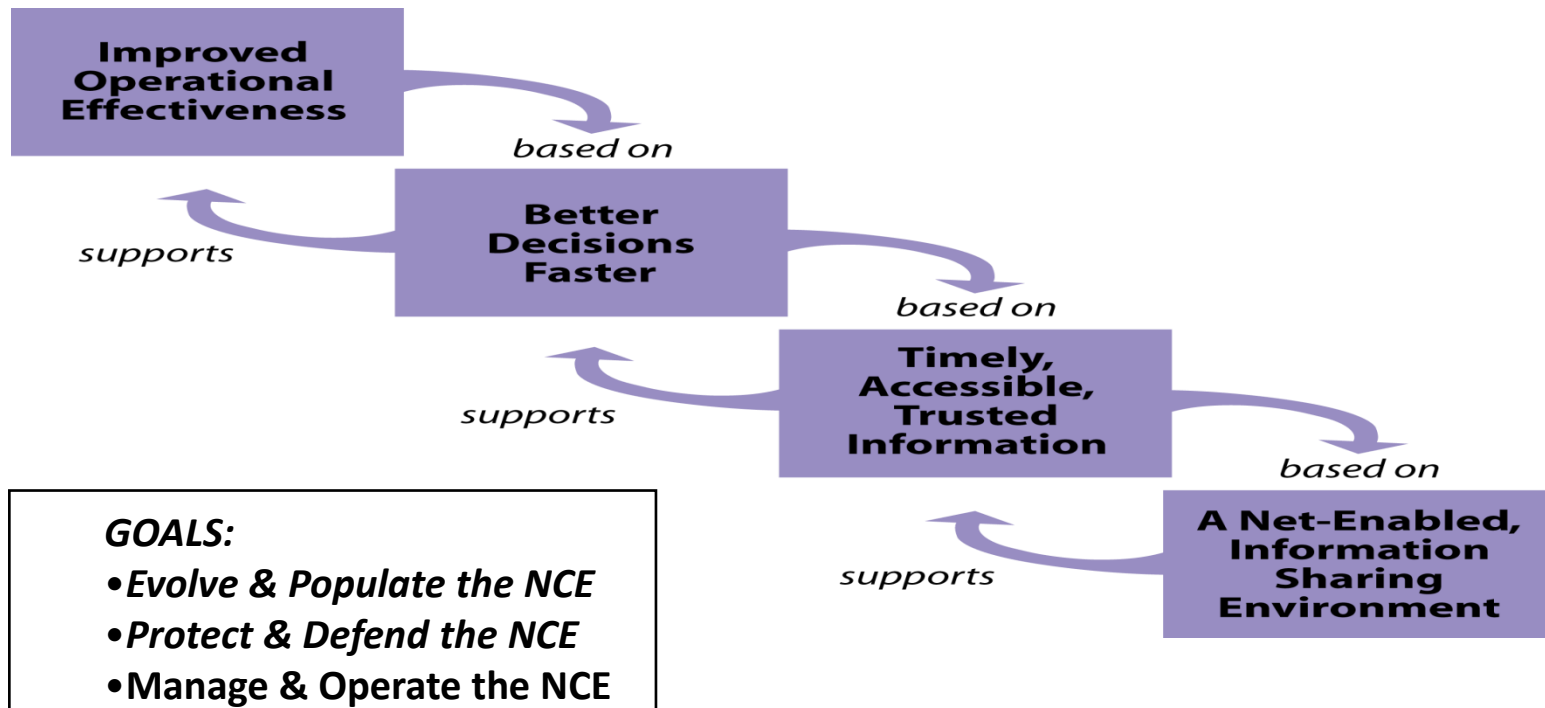 Improved
Operational
Effectiveness
based on
supports
Better
Decisions
Faster
based on
supports
Timely,
Accessible,
Trusted
Information
based on
supports
A Net-Enabled,
Information
Sharing
Environment
GOALS:
•Evolve & Populate the NCE
•Protect & Defend the NCE
•Manage & Operate the NCE